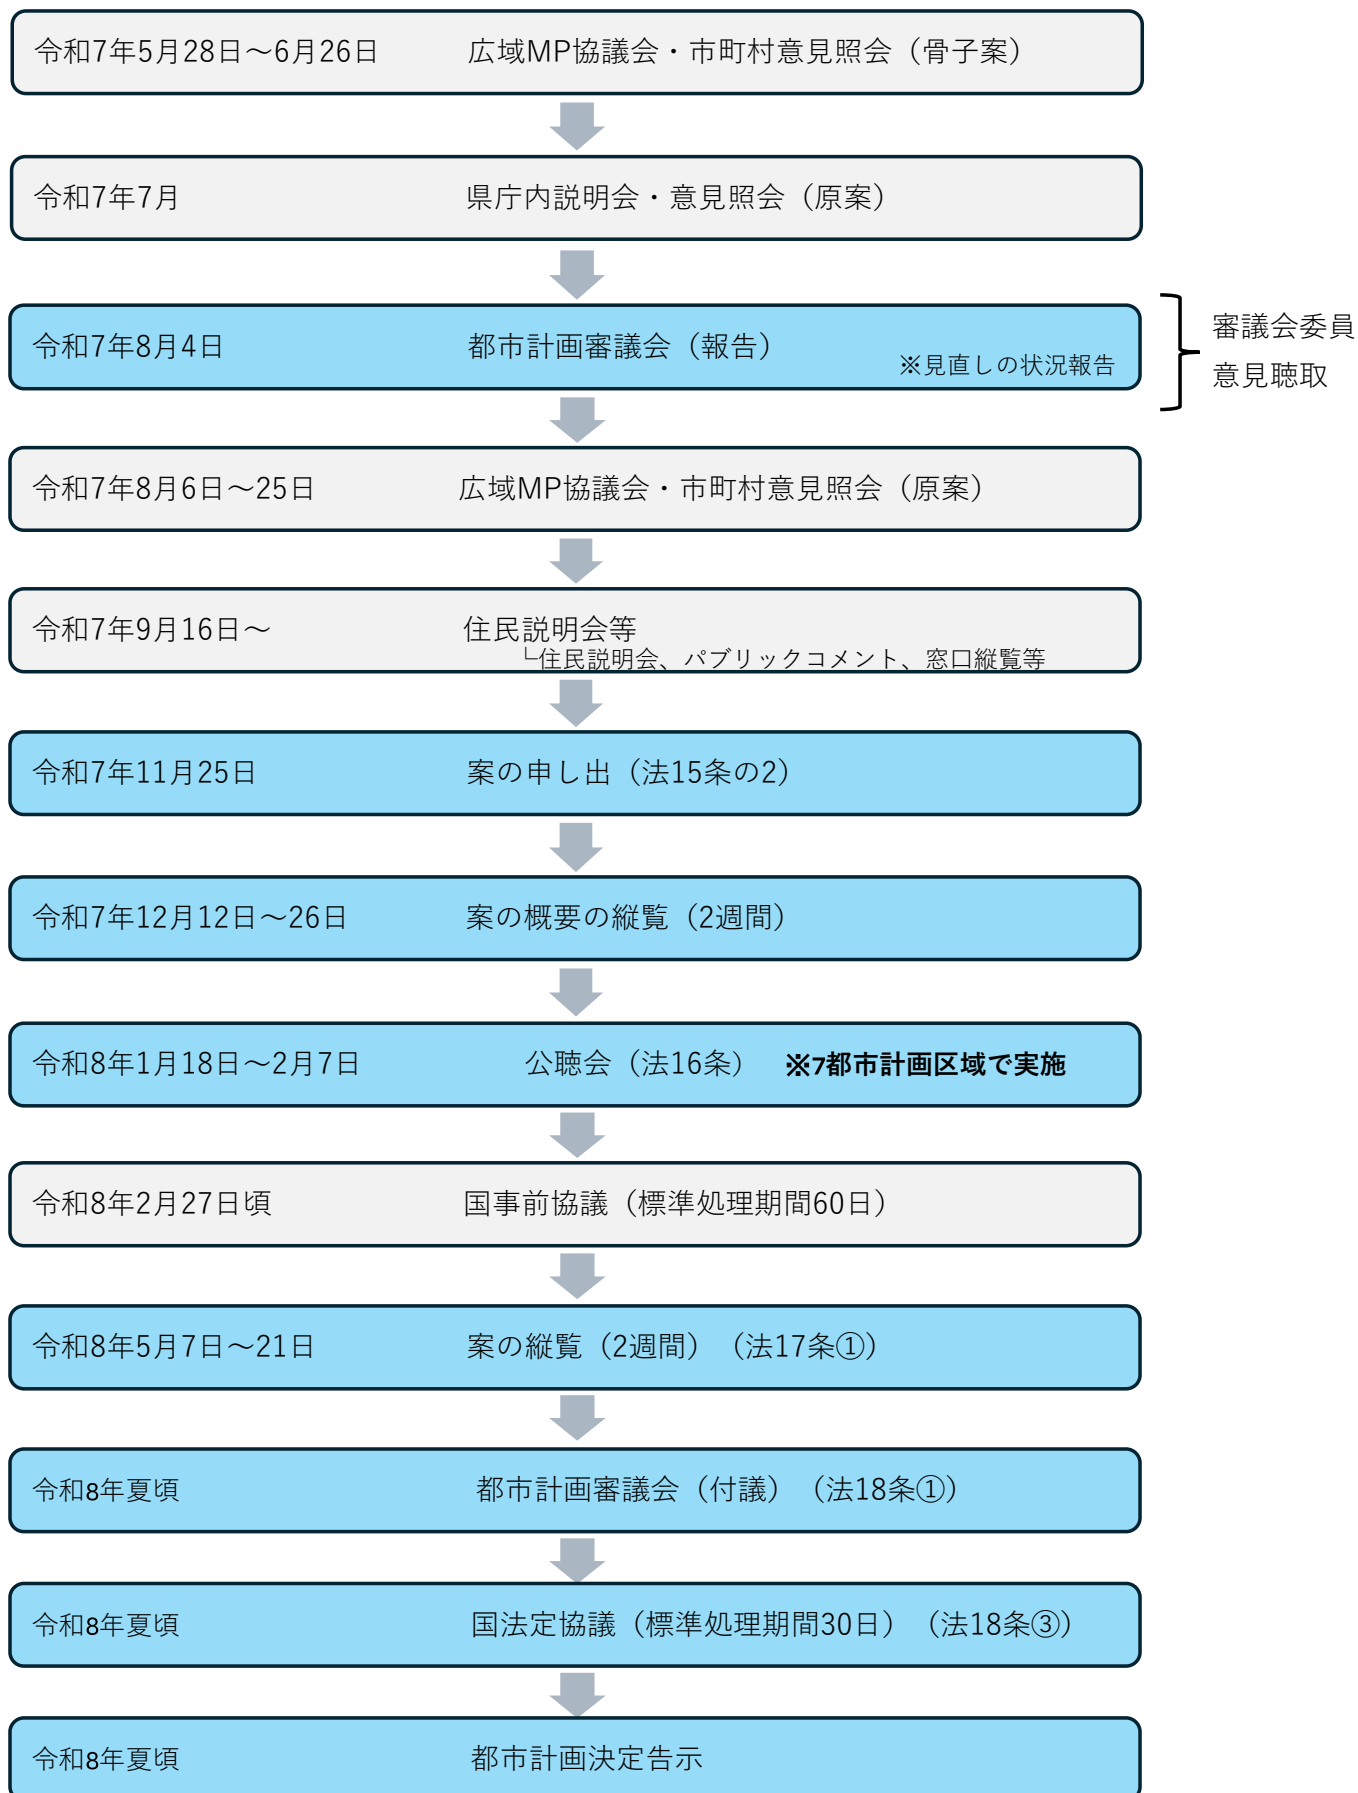 令和7年5月28日～6月26日 広域MP協議会・市町村意見照会（骨子案）
令和7年7月 県庁内説明会・意見照会（原案）
令和7年8月4日 都市計画審議会（報告） ※見直しの状況報告
審議会委員
意見聴取
令和7年8月6日～25日 広域MP協議会・市町村意見照会（原案）
令和7年9月16日～ 住民説明会等
└住民説明会、パブリックコメント、窓口縦覧等
令和7年11月25日 案の申し出（法15条の2）
令和7年12月12日～26日 案の概要の縦覧（2週間）
令和8年1月18日～2月7日 公聴会（法16条） ※7都市計画区域で実施
令和8年2月27日頃 国事前協議（標準処理期間60日）
令和8年5月7日～21日 案の縦覧（2週間）（法17条①）
令和8年夏頃 都市計画審議会（付議）（法18条①）
令和8年夏頃 国法定協議（標準処理期間30日）（法18条③）
令和8年夏頃 都市計画決定告示